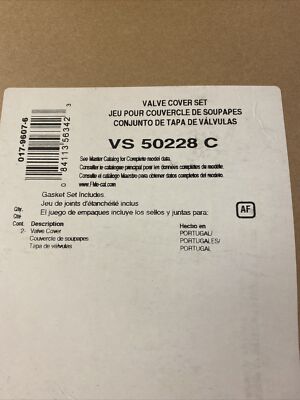 VALVE COVER SET
JEU POUR COUVERCLE DE SOUPAPES
CONJUNTO DE TAPA DE VÁLVULAS
VS 50228 C
017-9607-6
0 84113 56342 3
See Master Catalog for Complete model data.
Consulter le catalogue principal pour en données complètes de modèle.
Consulte el catálogo Maestro para obtener datos completos del modelo.
www.FMe-cat.com
Gasket Set Includes.
Jeu de joints d'étanchéité inclus
El juego de empaques incluye los sellos y juntas para:
AF
Qty.
Qté
Cant. Description Hecho en
2- Valve Cover PORTUGAL/
Couvercle de soupapes PORTUGALES/
Tapa de válvulas PORTUGAL